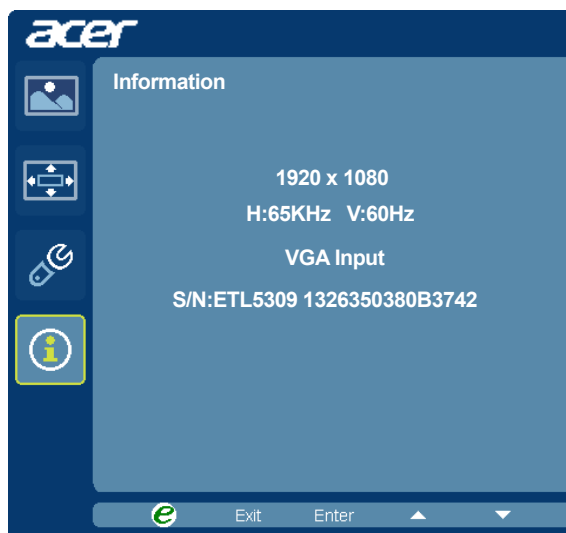 acer
Information
1920 x 1080
H:65KHz V:60Hz
VGA Input
S/N:ETL5309 1326350380B3742
e Exit Enter